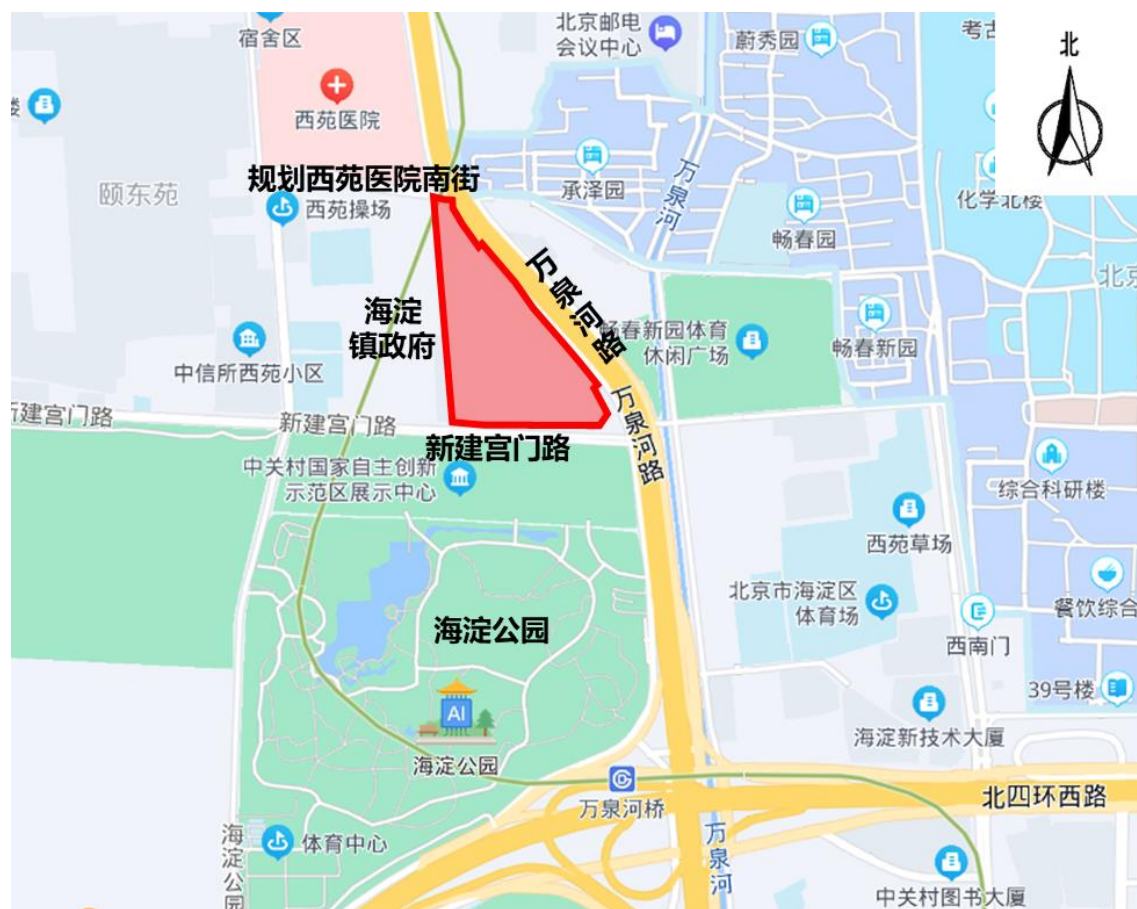 宿舍区
北京邮电
会议中心
蔚秀园
北
西苑医院
颐东苑
规划西苑医院南街
西苑操场
承泽园
万泉河
化学北楼
畅春园
万泉河路
海淀
镇政府
畅春新园体育
休闲广场
畅春新园
中信所西苑小区
新建宫门路
新建宫门路
新建宫门路
万泉河路
中关村国家自主创新
示范区展示中心
综合科研楼
西苑草场
北京市海淀区
体育场
餐饮综合
海淀公园
西南门
AI
39号楼
海淀新技术大厦
海淀公园
万泉河桥
北四环西路
体育中心
海淀公园
万泉河
中关村图书大厦